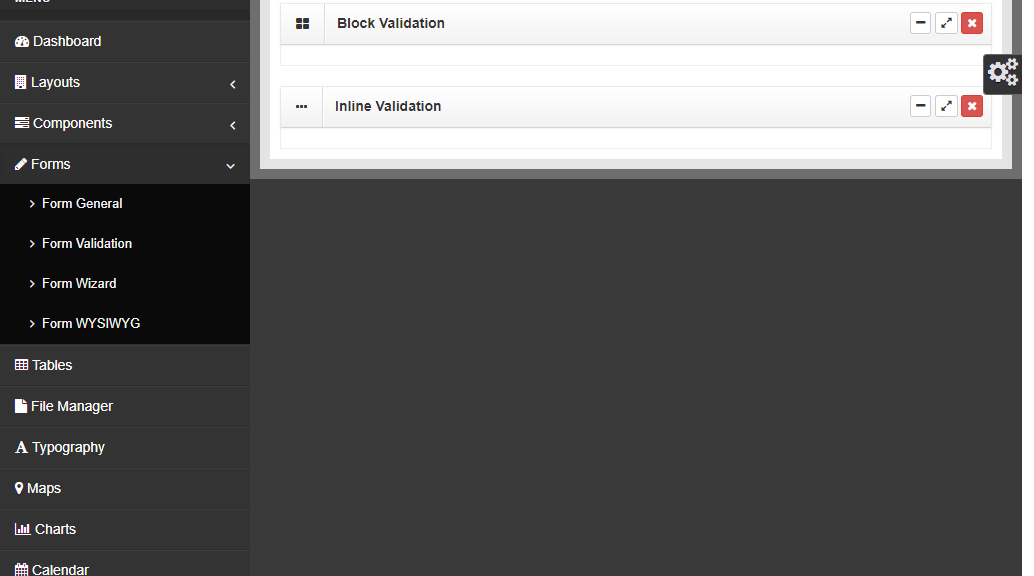 MENU
Dashboard
Layouts
Components
Forms
Form General
Form Validation
Form Wizard
Form WYSIWYG
Tables
File Manager
Typography
Maps
Charts
Calendar
Block Validation
Inline Validation